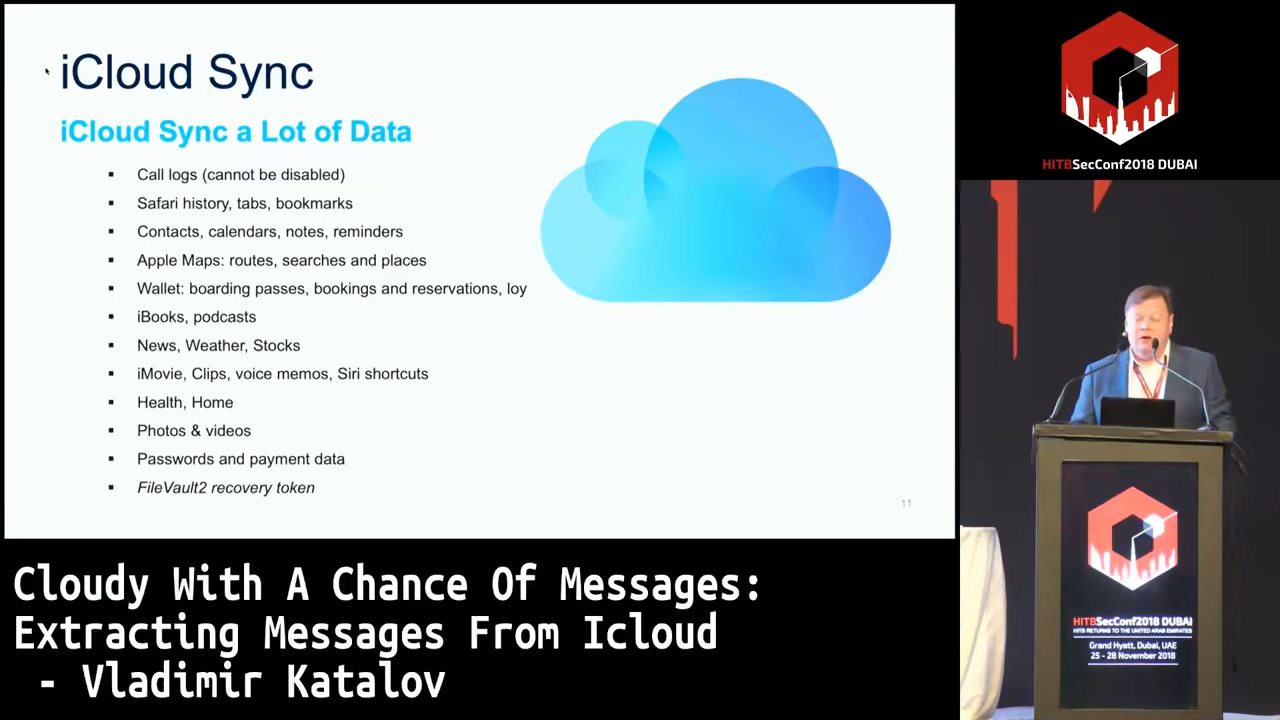 iCloud Sync
iCloud Sync a Lot of Data
▪ Call logs (cannot be disabled)
▪ Safari history, tabs, bookmarks
▪ Contacts, calendars, notes, reminders
▪ Apple Maps: routes, searches and places
▪ Wallet: boarding passes, bookings and reservations, loy
▪ iBooks, podcasts
▪ News, Weather, Stocks
▪ iMovie, Clips, voice memos, Siri shortcuts
▪ Health, Home
▪ Photos & videos
▪ Passwords and payment data
▪ FileVault2 recovery token
11
Cloudy With A Chance Of Messages:
Extracting Messages From Icloud
- Vladimir Katalov
HITBSecConf2018 DUBAI
HITBSecConf2018 DUBAI
HITB RETURNS TO THE UNITED ARAB EMIRATES
Grand Hyatt, Dubai, UAE
25 - 28 November 2018